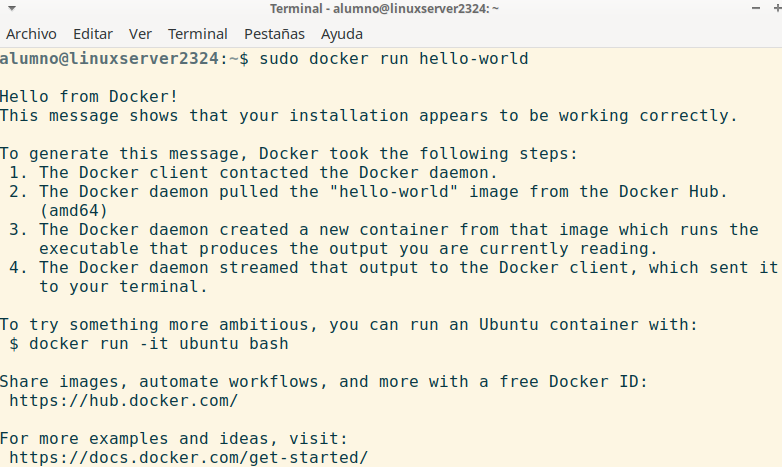 Terminal - alumno@linuxserver2324: ~
Archivo Editar Ver Terminal Pestañas Ayuda
alumno@linuxserver2324:~$ sudo docker run hello-world

Hello from Docker!
This message shows that your installation appears to be working correctly.

To generate this message, Docker took the following steps:
 1. The Docker client contacted the Docker daemon.
 2. The Docker daemon pulled the "hello-world" image from the Docker Hub.
    (amd64)
 3. The Docker daemon created a new container from that image which runs the
    executable that produces the output you are currently reading.
 4. The Docker daemon streamed that output to the Docker client, which sent it
    to your terminal.

To try something more ambitious, you can run an Ubuntu container with:
 $ docker run -it ubuntu bash

Share images, automate workflows, and more with a free Docker ID:
 https://hub.docker.com/

For more examples and ideas, visit:
 https://docs.docker.com/get-started/